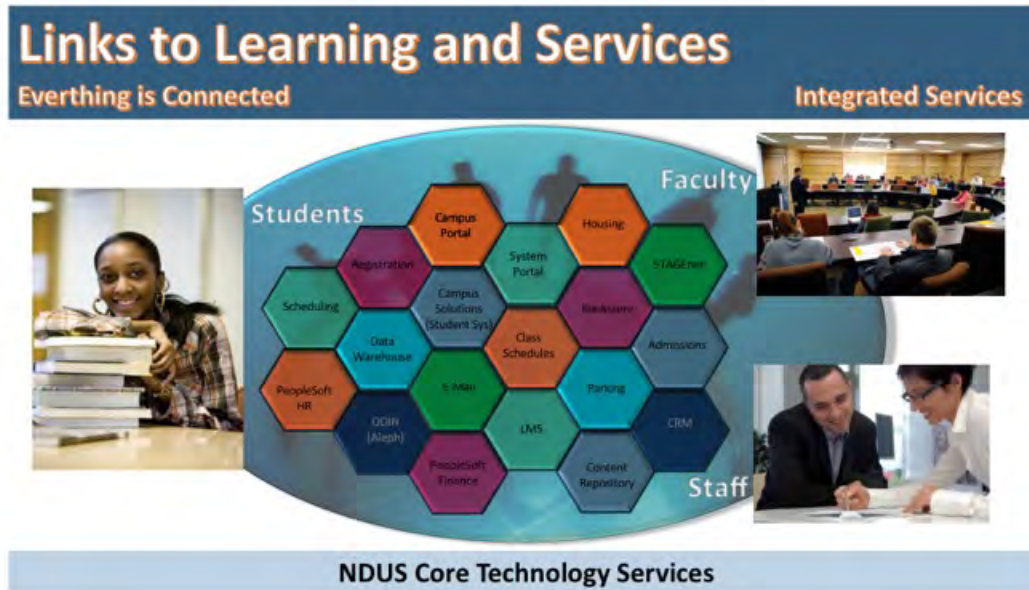 Links to Learning and Services
Everthing is Connected
Integrated Services
Students
Faculty
Campus
Portal
Housing
Registration
System
Portal
STAGEnet
Scheduling
Campus
Solutions
(Student Sys)
Bookstore
Data
Warehouse
Class
Schedules
Admissions
PeopleSoft
HR
E-Mail
Parking
ODIN
(Aleph)
LMS
CRM
PeopleSoft
Finance
Content
Repository
Staff
NDUS Core Technology Services